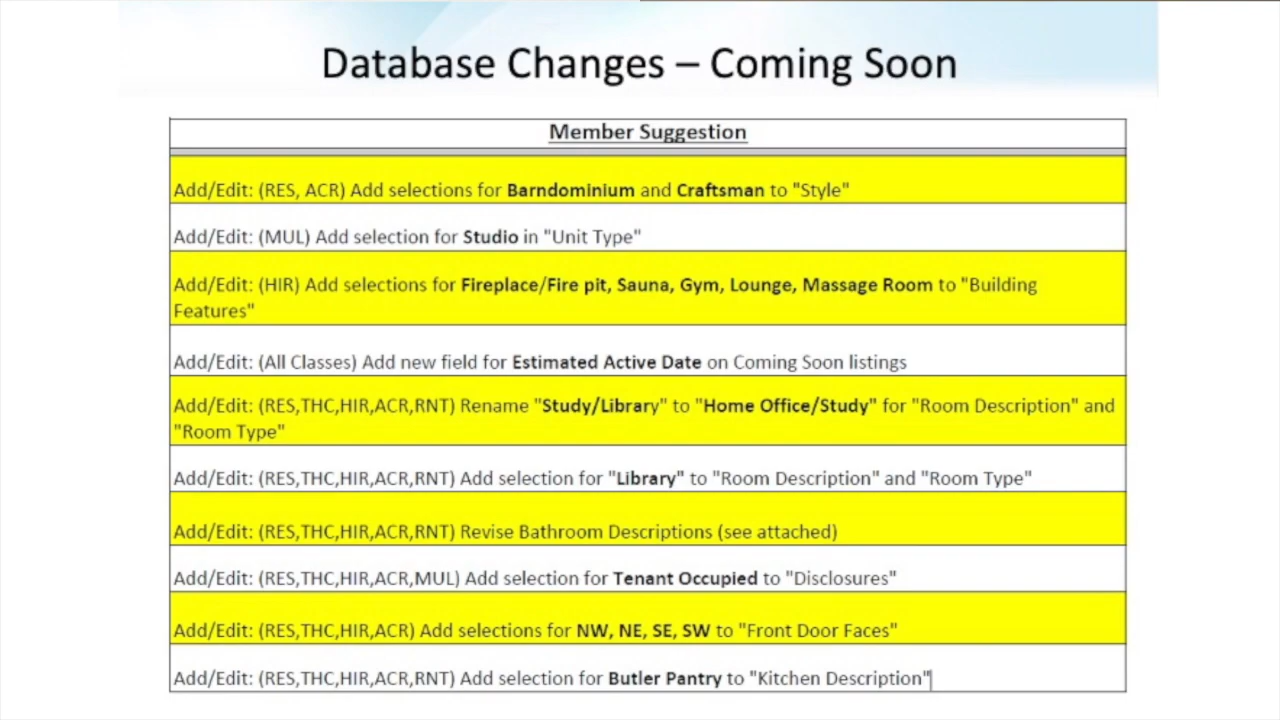 Database Changes – Coming Soon
Member Suggestion
Add/Edit: (RES, ACR) Add selections for Barndominium and Craftsman to "Style"
Add/Edit: (MUL) Add selection for Studio in "Unit Type"
Add/Edit: (HIR) Add selections for Fireplace/Fire pit, Sauna, Gym, Lounge, Massage Room to "Building
Features"
Add/Edit: (All Classes) Add new field for Estimated Active Date on Coming Soon listings
Add/Edit: (RES,THC,HIR,ACR,RNT) Rename "Study/Library" to "Home Office/Study" for "Room Description" and
"Room Type"
Add/Edit: (RES,THC,HIR,ACR,RNT) Add selection for "Library" to "Room Description" and "Room Type"
Add/Edit: (RES,THC,HIR,ACR,RNT) Revise Bathroom Descriptions (see attached)
Add/Edit: (RES,THC,HIR,ACR,MUL) Add selection for Tenant Occupied to "Disclosures"
Add/Edit: (RES,THC,HIR,ACR) Add selections for NW, NE, SE, SW to "Front Door Faces"
Add/Edit: (RES,THC,HIR,ACR,RNT) Add selection for Butler Pantry to "Kitchen Description"